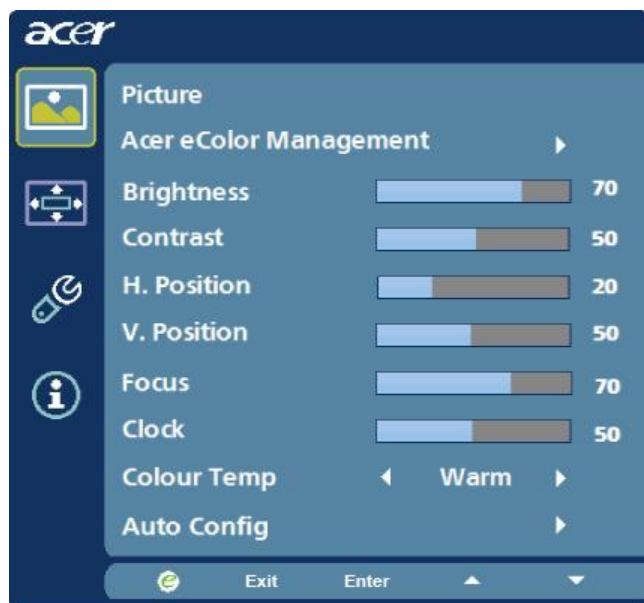 acer
Picture
Acer eColor Management
Brightness 70
Contrast 50
H. Position 20
V. Position 50
Focus 70
Clock 50
Colour Temp Warm
Auto Config
e Exit Enter